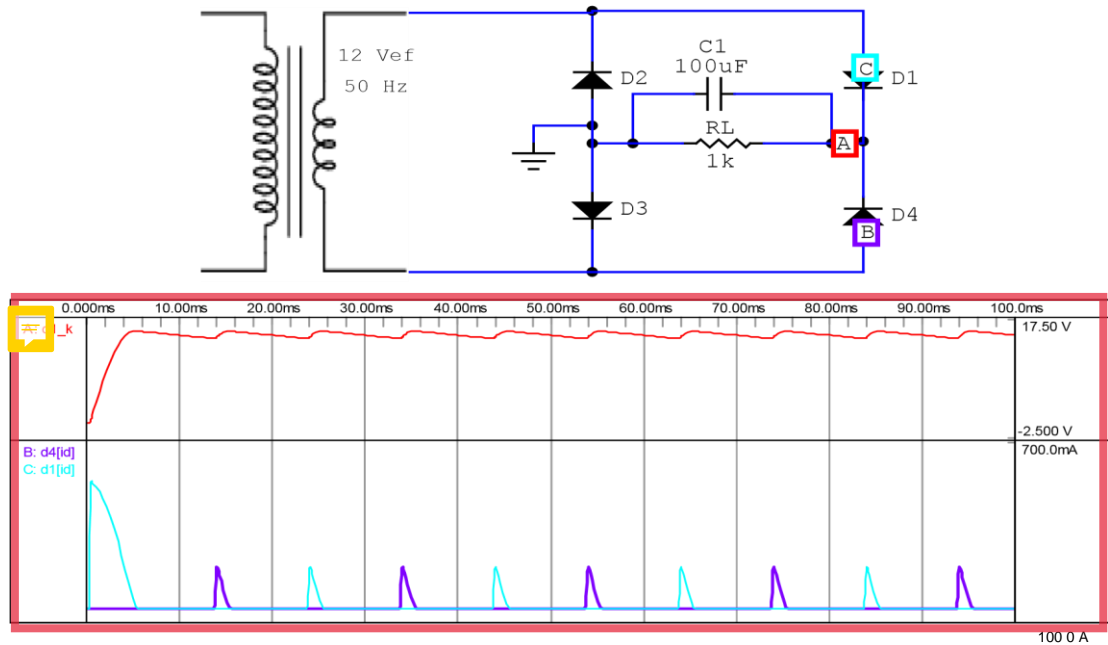 12 Vef
50 Hz
C1
100uF
D2
C
D1
RL
A
1k
D3
D4
B
0.000ms 10.00ms 20.00ms 30.00ms 40.00ms 50.00ms 60.00ms 70.00ms 80.00ms 90.00ms 100.0ms
17.50 V
-2.500 V
B: d4[id]
700.0mA
C: d1[id]
100 0 A